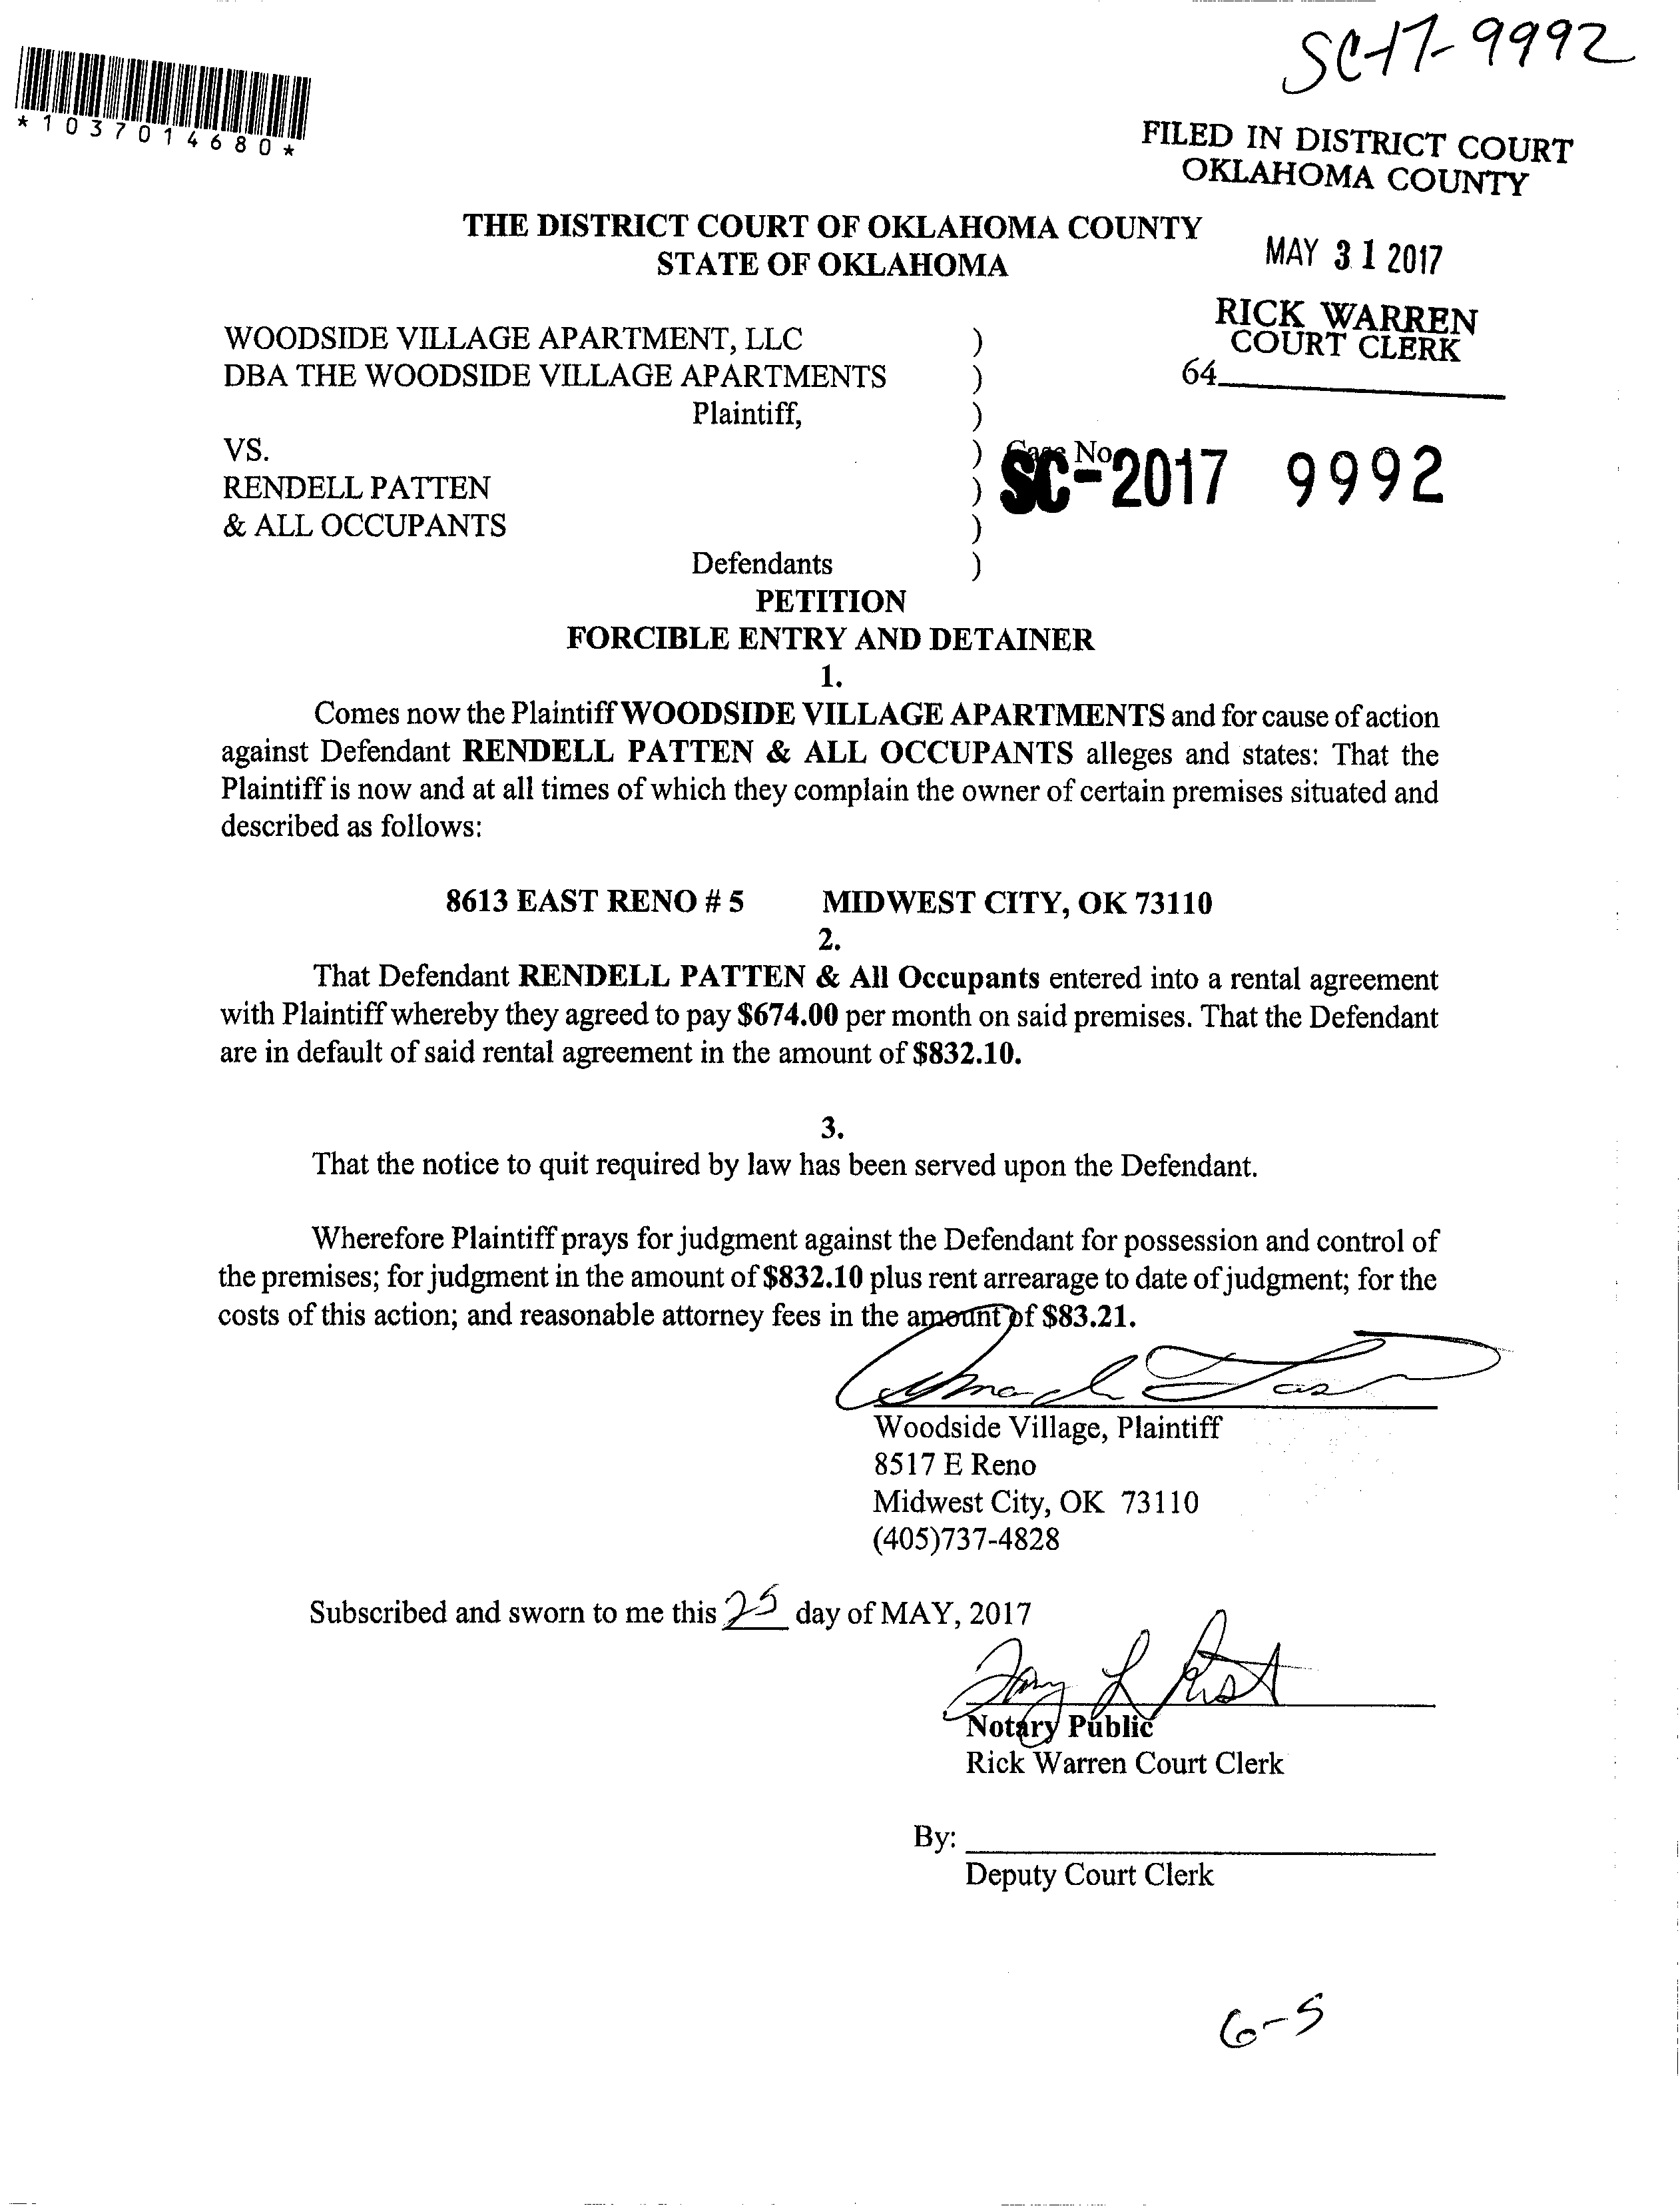 SC-17-9992
*1037014680*
FILED IN DISTRICT COURT
OKLAHOMA COUNTY
THE DISTRICT COURT OF OKLAHOMA COUNTY
STATE OF OKLAHOMA
MAY 31 2017
RICK WARREN
COURT CLERK
64
WOODSIDE VILLAGE APARTMENT, LLC )
DBA THE WOODSIDE VILLAGE APARTMENTS )
Plaintiff, )
VS. ) Case No
RENDELL PATTEN ) SC-2017 9992
& ALL OCCUPANTS )
Defendants )
PETITION
FORCIBLE ENTRY AND DETAINER
1.
Comes now the Plaintiff WOODSIDE VILLAGE APARTMENTS and for cause of action
against Defendant RENDELL PATTEN & ALL OCCUPANTS alleges and states: That the
Plaintiff is now and at all times of which they complain the owner of certain premises situated and
described as follows:
8613 EAST RENO # 5 MIDWEST CITY, OK 73110
2.
That Defendant RENDELL PATTEN & All Occupants entered into a rental agreement
with Plaintiff whereby they agreed to pay $674.00 per month on said premises. That the Defendant
are in default of said rental agreement in the amount of $832.10.
3.
That the notice to quit required by law has been served upon the Defendant.
Wherefore Plaintiff prays for judgment against the Defendant for possession and control of
the premises; for judgment in the amount of $832.10 plus rent arrearage to date of judgment; for the
costs of this action; and reasonable attorney fees in the amount of $83.21.
Woodside Village, Plaintiff
8517 E Reno
Midwest City, OK 73110
(405)737-4828
Subscribed and sworn to me this 25 day of MAY, 2017
Notary Public
Rick Warren Court Clerk
By:
Deputy Court Clerk
6-5